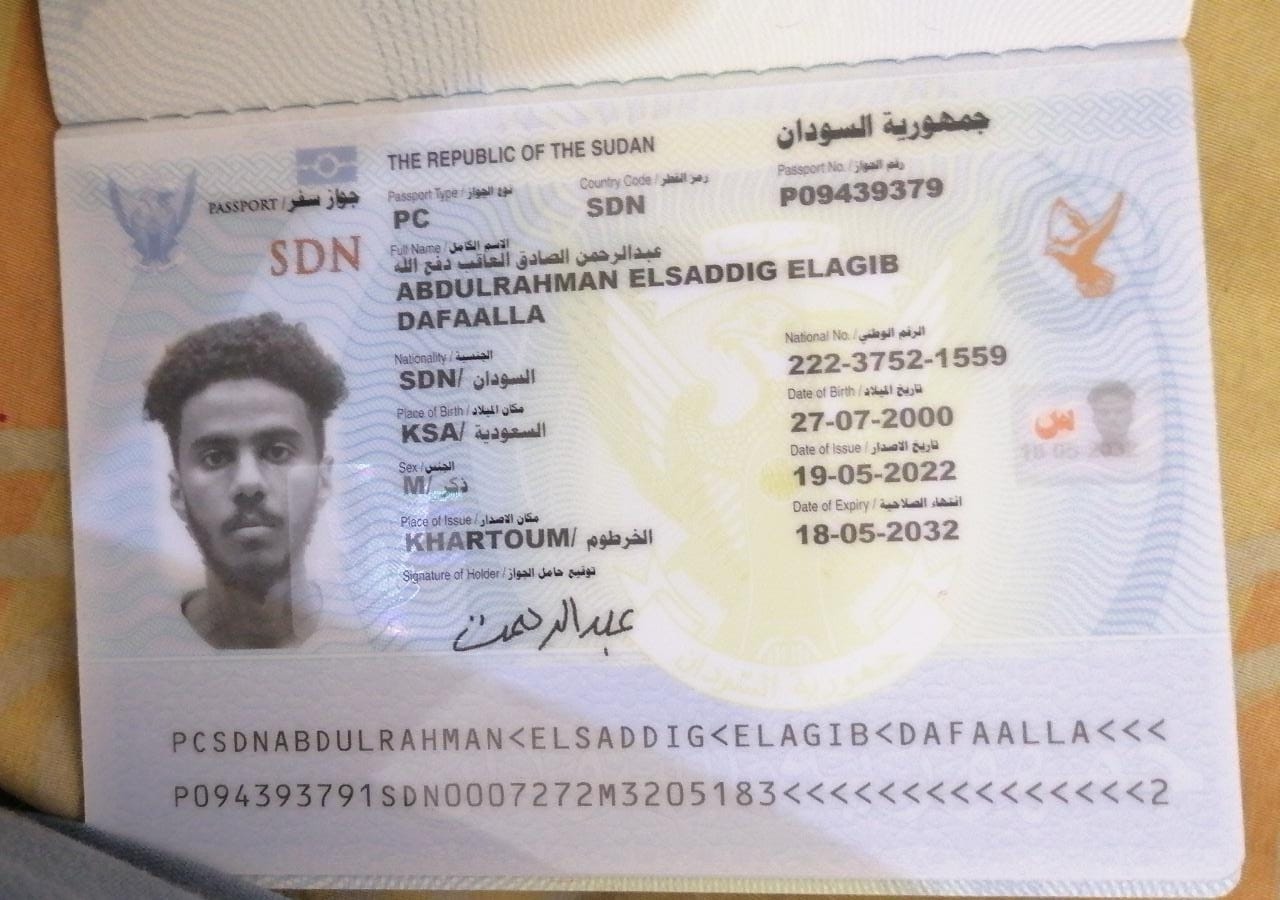 جمهورية السودان
THE REPUBLIC OF THE SUDAN
PASSPORT / جواز سفر
SDN
Passport Type / نوع الجواز
PC
Country Code / رمز القطر
SDN
Passport No. / رقم الجواز
P09439379
Full Name / الاسم الكامل
عبدالرحمن الصادق العاقب دفع الله
ABDULRAHMAN ELSADDIG ELAGIB
DAFAALLA
National No. / الرقم الوطني
222-3752-1559
Nationality / الجنسية
SDN/ السودان
Date of Birth / تاريخ الميلاد
27-07-2000
Place of Birth / مكان الميلاد
KSA/ السعودية
Date of Issue / تاريخ الاصدار
19-05-2022
Sex / الجنس
M/ ذكر
Date of Expiry / انتهاء الصلاحية
18-05-2032
Place of Issue / مكان الاصدار
KHARTOUM/ الخرطوم
Signature of Holder / توقيع حامل الجواز
عبدالرحمن
س
18-05-2032
جمهورية السودان
PCSDNABDULRAHMAN<ELSADDIG<ELAGIB<DAFAALLA<<<
P094393791SDN0007272M3205183<<<<<<<<<<<<<<<2